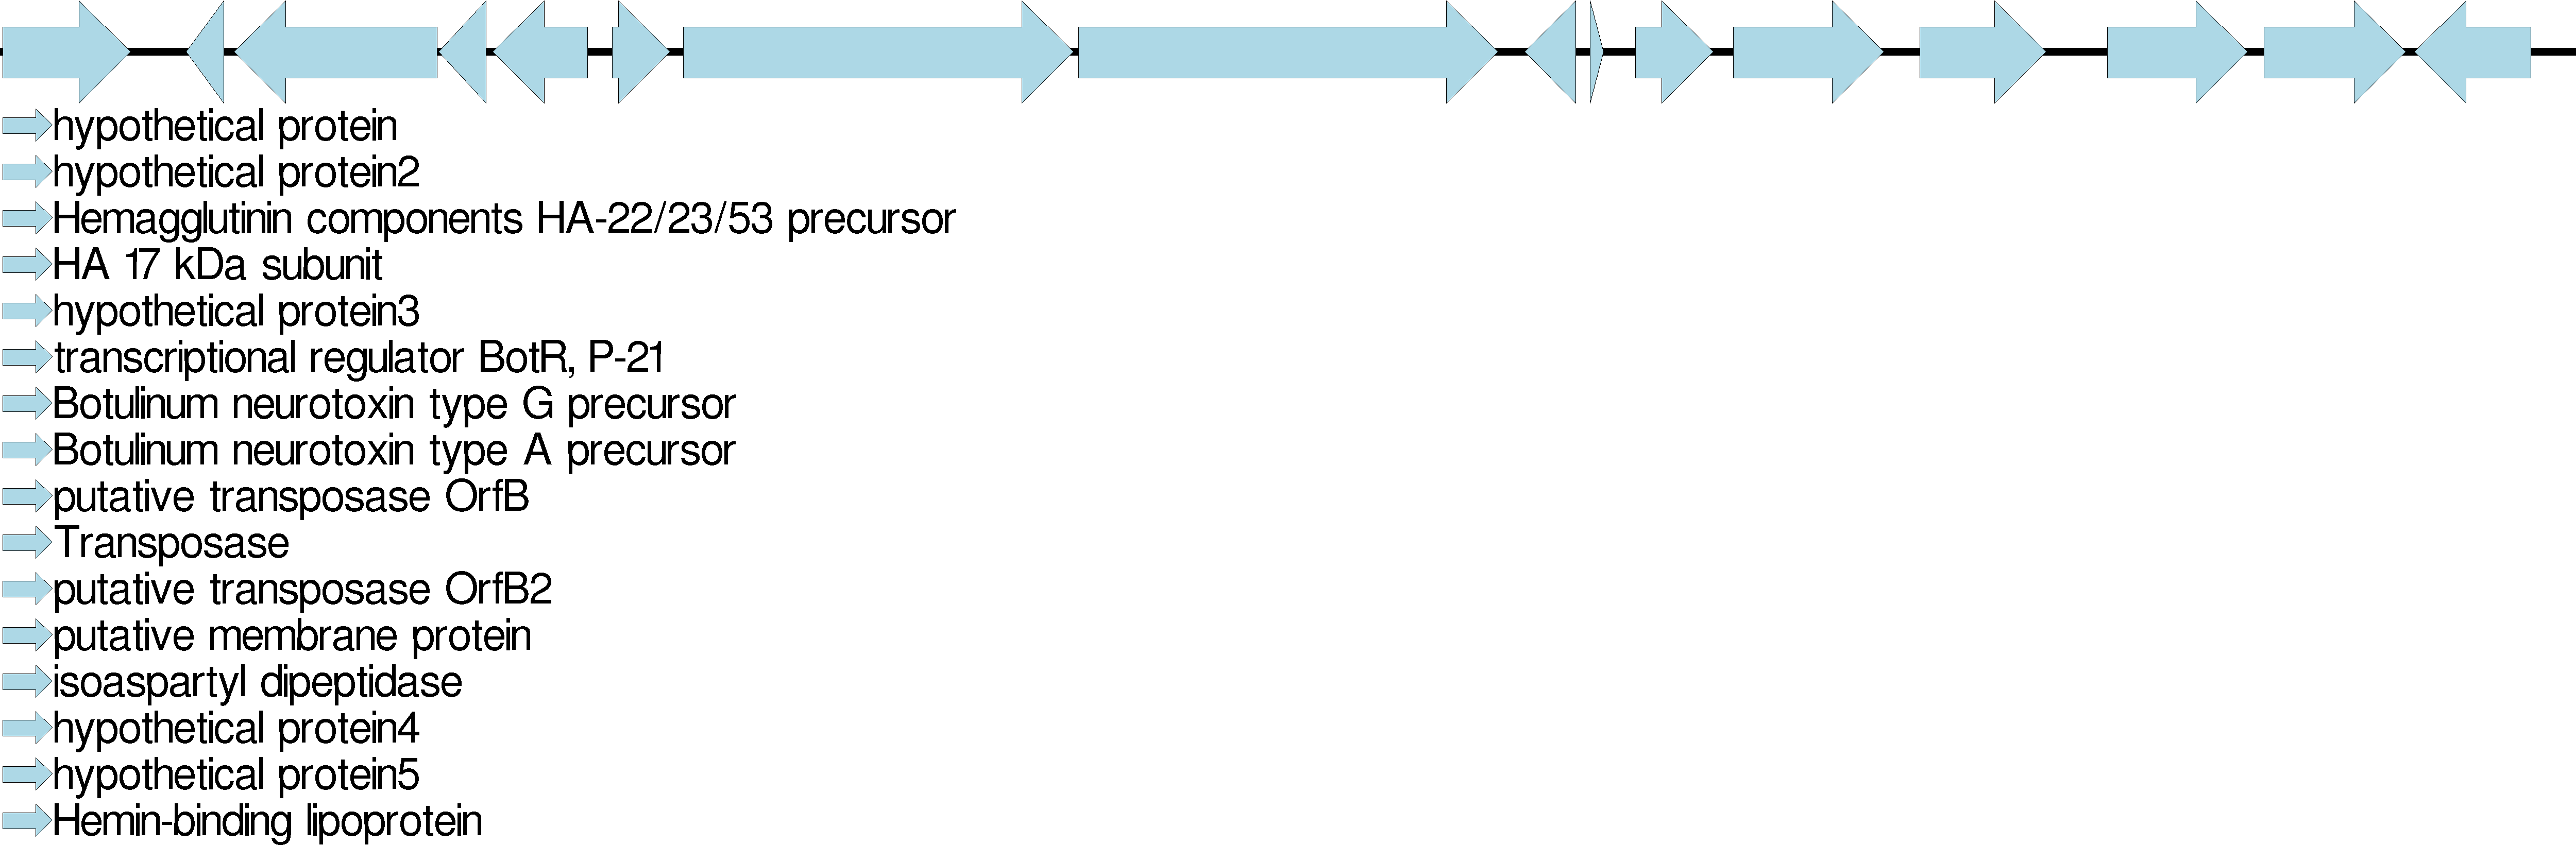 hypothetical protein
hypothetical protein2
Hemagglutinin components HA-22/23/53 precursor
HA 17 kDa subunit
hypothetical protein3
transcriptional regulator BotR, P-21
Botulinum neurotoxin type G precursor
Botulinum neurotoxin type A precursor
putative transposase OrfB
Transposase
putative transposase OrfB2
putative membrane protein
isoaspartyl dipeptidase
hypothetical protein4
hypothetical protein5
Hemin-binding lipoprotein